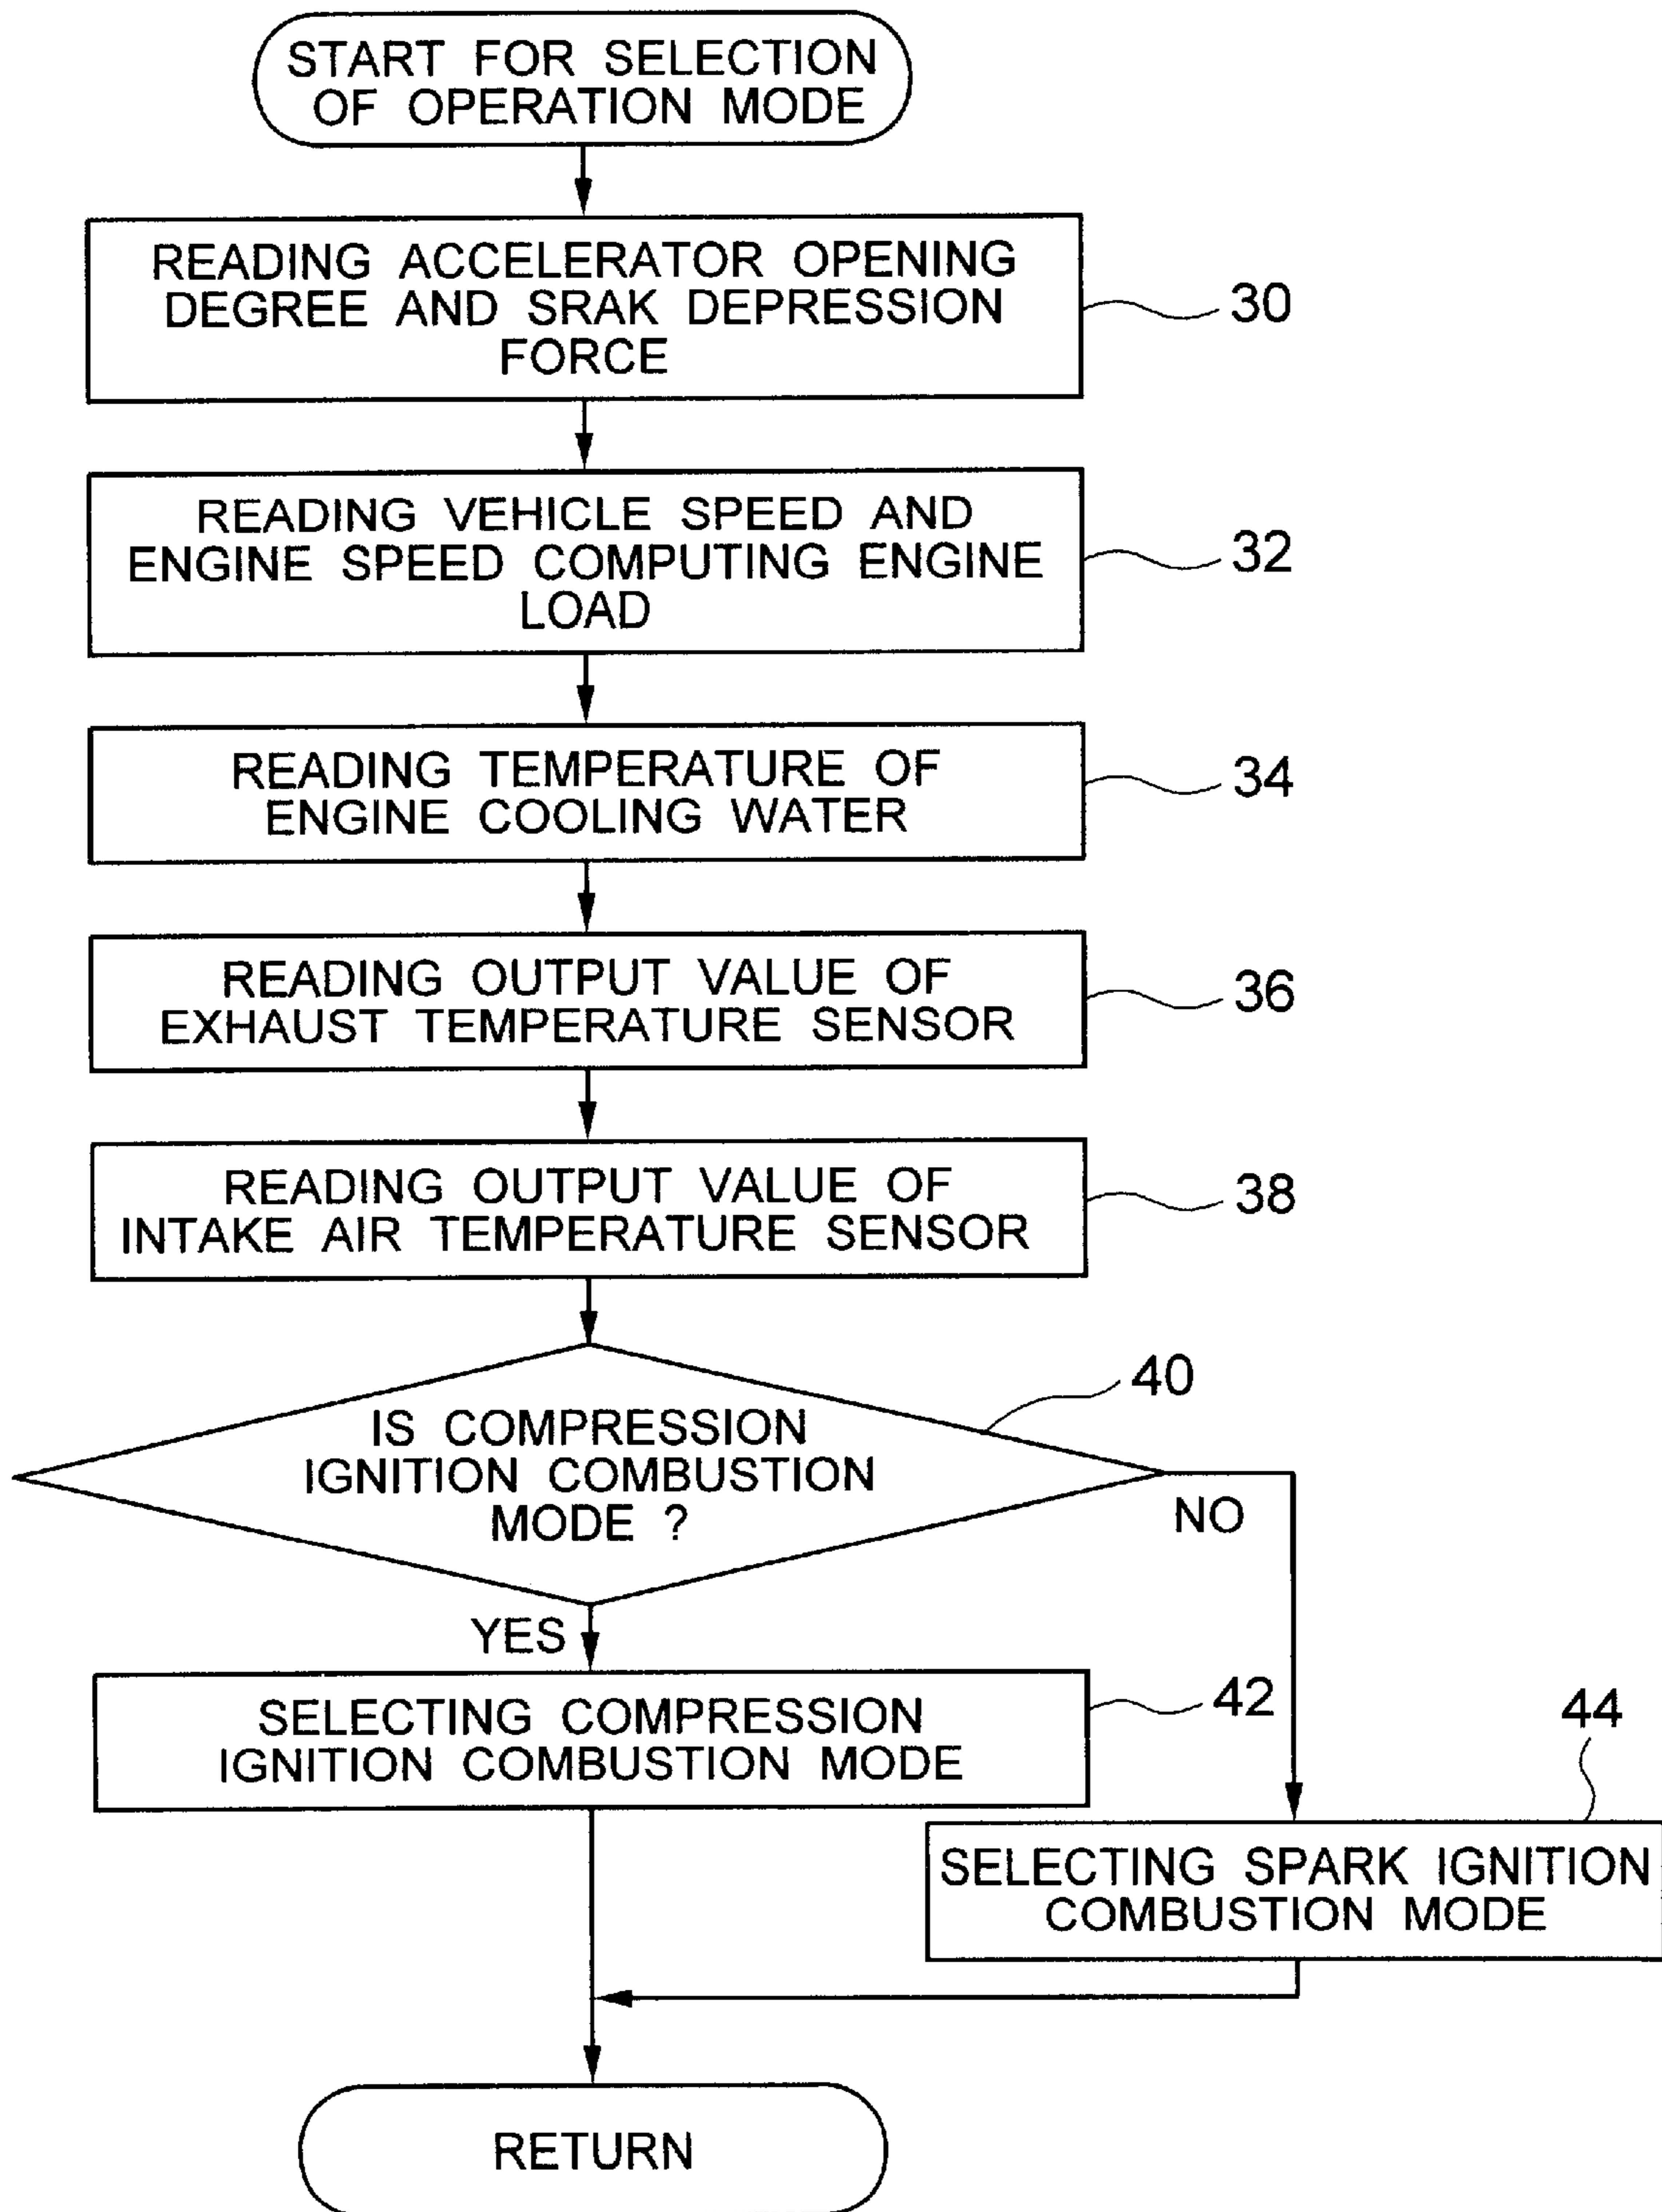 START FOR SELECTION
OF OPERATION MODE
READING ACCELERATOR OPENING
DEGREE AND SRAK DEPRESSION
FORCE
30
READING VEHICLE SPEED AND
ENGINE SPEED COMPUTING ENGINE
LOAD
32
READING TEMPERATURE OF
ENGINE COOLING WATER
34
READING OUTPUT VALUE OF
EXHAUST TEMPERATURE SENSOR
36
READING OUTPUT VALUE OF
INTAKE AIR TEMPERATURE SENSOR
38
IS COMPRESSION
IGNITION COMBUSTION
MODE ?
40
NO
YES
SELECTING COMPRESSION
IGNITION COMBUSTION MODE
42
44
SELECTING SPARK IGNITION
COMBUSTION MODE
RETURN